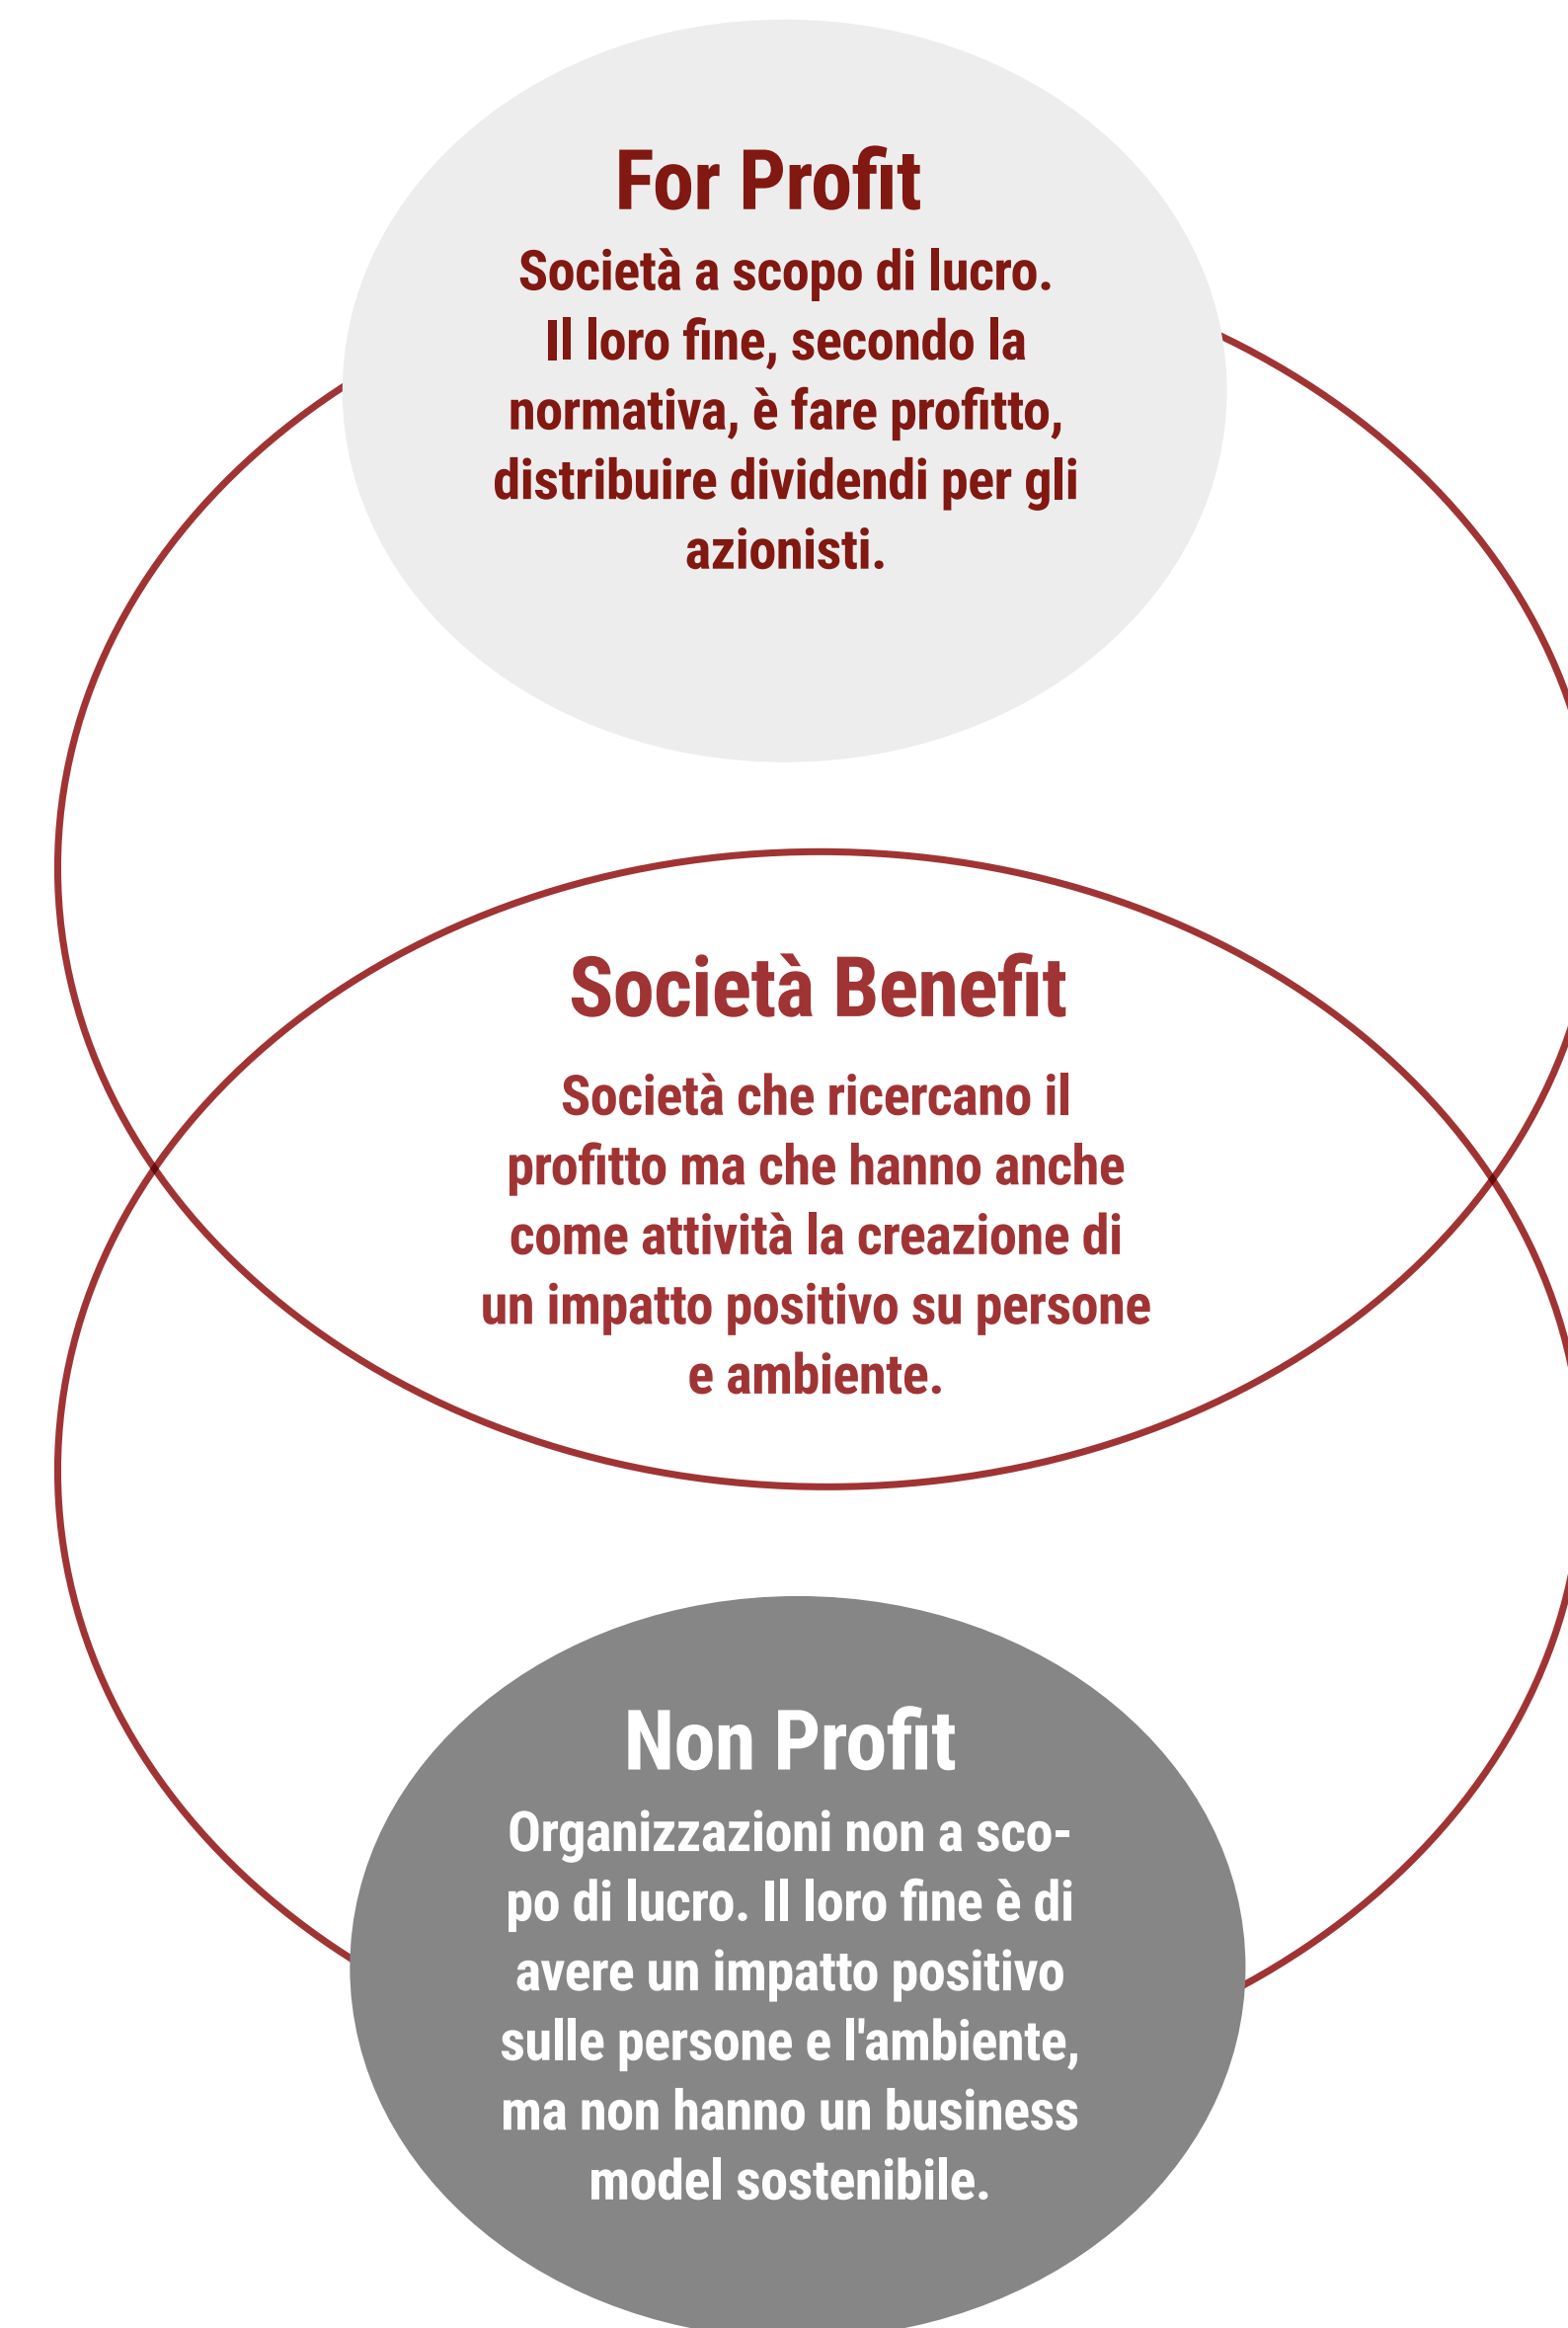 For Profit
Società a scopo di lucro.
Il loro fine, secondo la
normativa, è fare profitto,
distribuire dividendi per gli
azionisti.
Società Benefit
Società che ricercano il
profitto ma che hanno anche
come attività la creazione di
un impatto positivo su persone
e ambiente.
Non Profit
Organizzazioni non a sco-
po di lucro. Il loro fine è di
avere un impatto positivo
sulle persone e l'ambiente,
ma non hanno un business
model sostenibile.